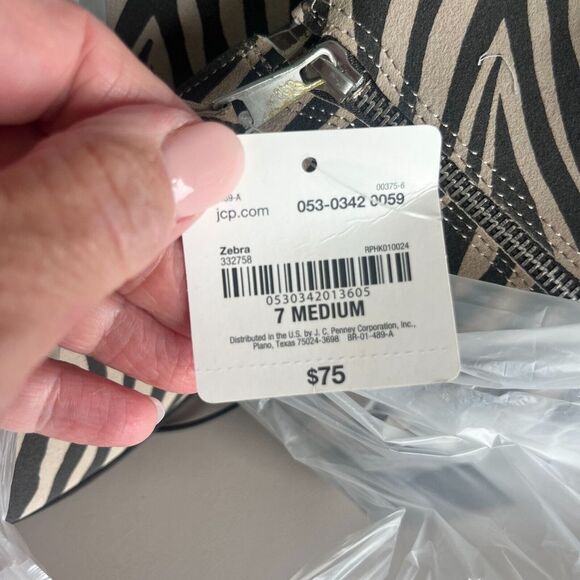 00375-6
39-A
jcp.com 053-0342 0059
Zebra
332758 RPHK010024
0530342013605
7 MEDIUM
Distributed in the U.S. by J. C. Penney Corporation, Inc.,
Plano, Texas 75024-3698 BR-01-489-A
$75